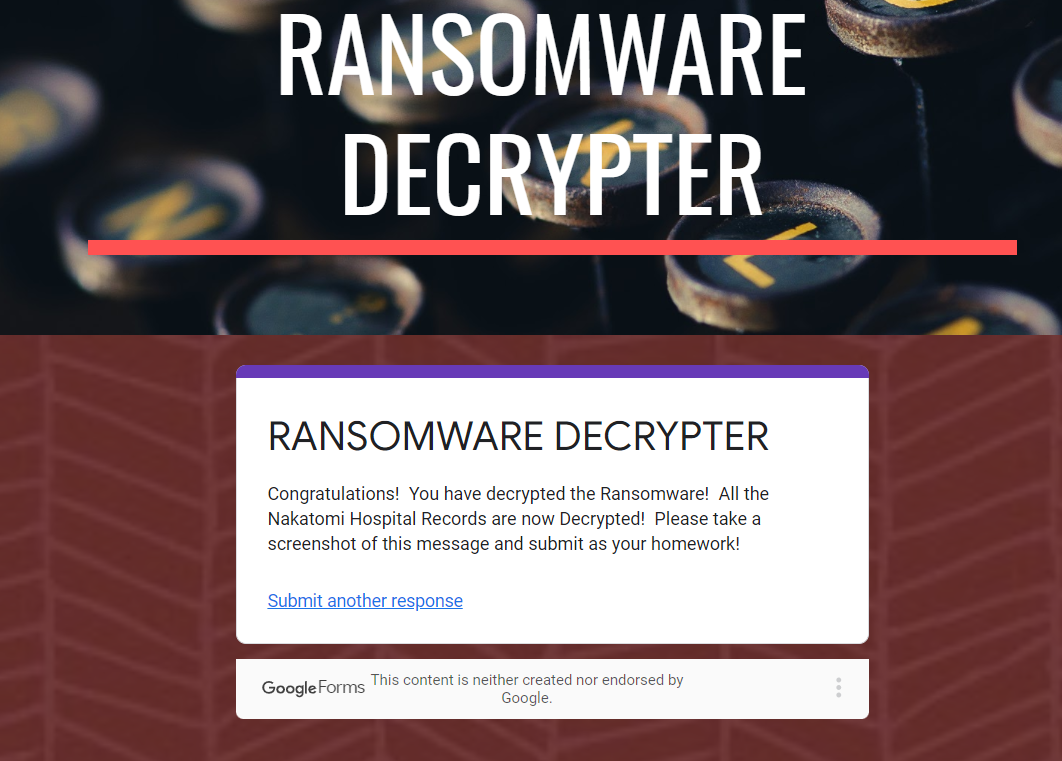 RANSOMWARE
DECRYPTER
RANSOMWARE DECRYPTER
Congratulations!  You have decrypted the Ransomware!  All the
Nakatomi Hospital Records are now Decrypted!  Please take a
screenshot of this message and submit as your homework!
Submit another response
Google Forms
This content is neither created nor endorsed by
Google.